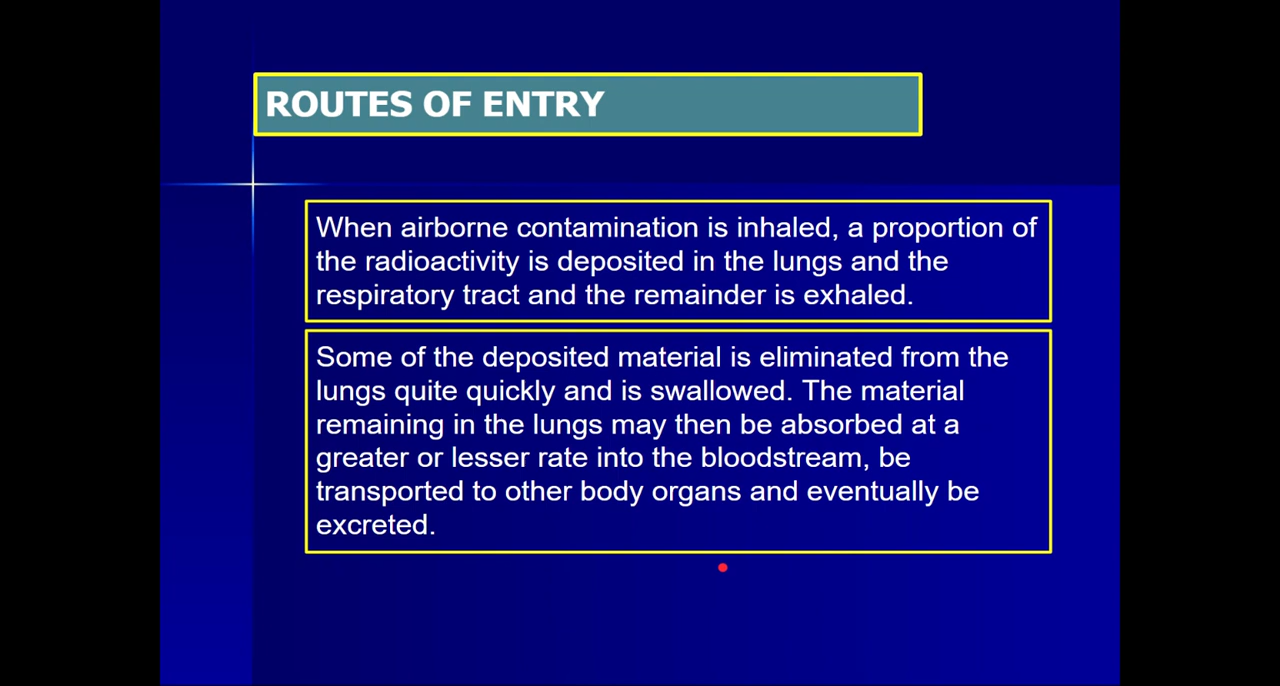 ROUTES OF ENTRY
When airborne contamination is inhaled, a proportion of
the radioactivity is deposited in the lungs and the
respiratory tract and the remainder is exhaled.
Some of the deposited material is eliminated from the
lungs quite quickly and is swallowed. The material
remaining in the lungs may then be absorbed at a
greater or lesser rate into the bloodstream, be
transported to other body organs and eventually be
excreted.